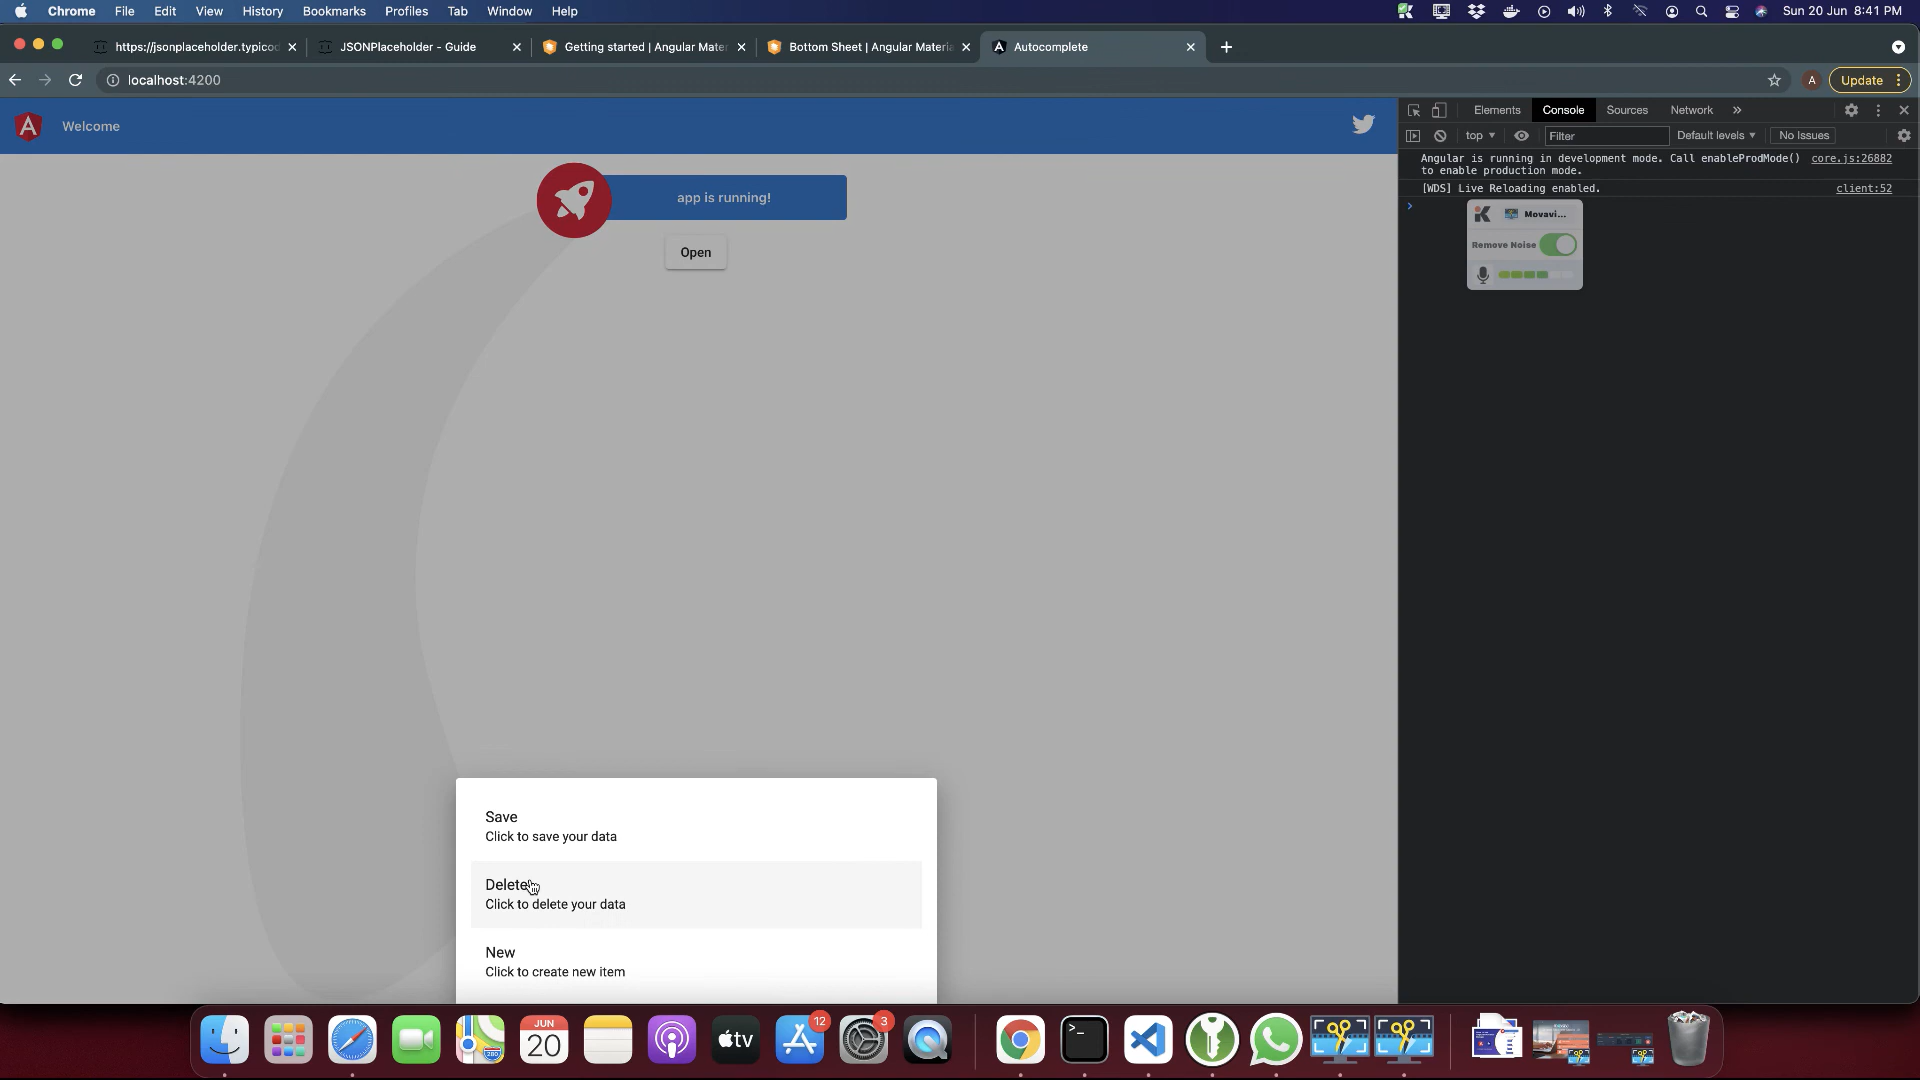 Chrome File Edit View History Bookmarks Profiles Tab Window Help Sun 20 Jun 8:41 PM
https://jsonplaceholder.typicod JSONPlaceholder - Guide Getting started | Angular Mater Bottom Sheet | Angular Materia Autocomplete
localhost:4200 A Update
Welcome
Elements Console Sources Network
top Filter Default levels No Issues
Angular is running in development mode. Call enableProdMode() core.js:26882
to enable production mode.
[WDS] Live Reloading enabled. client:52
app is running!
Movavi...
Remove Noise
Open
Save
Click to save your data
Delete
Click to delete your data
New
Click to create new item
JUN
20
280
tv
12
3